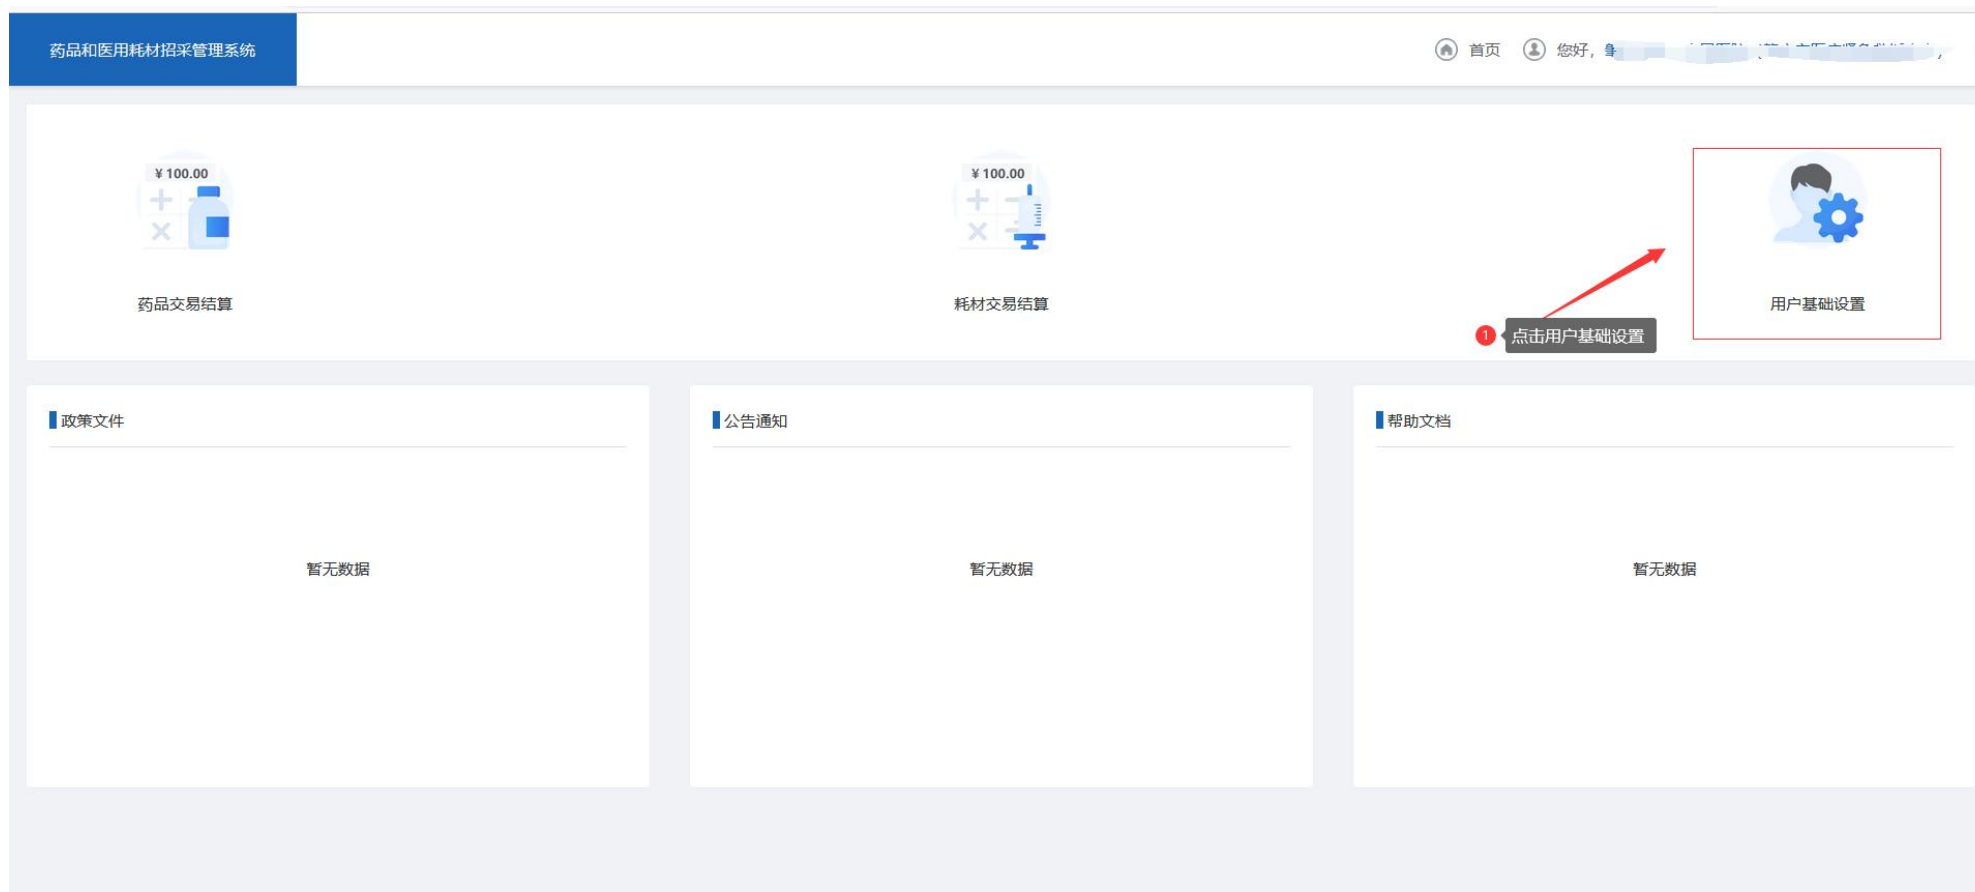 药品和医用耗材招采管理系统
首页 您好,
¥ 100.00
¥ 100.00
药品交易结算
耗材交易结算
用户基础设置
1 点击用户基础设置
政策文件
公告通知
帮助文档
暂无数据
暂无数据
暂无数据